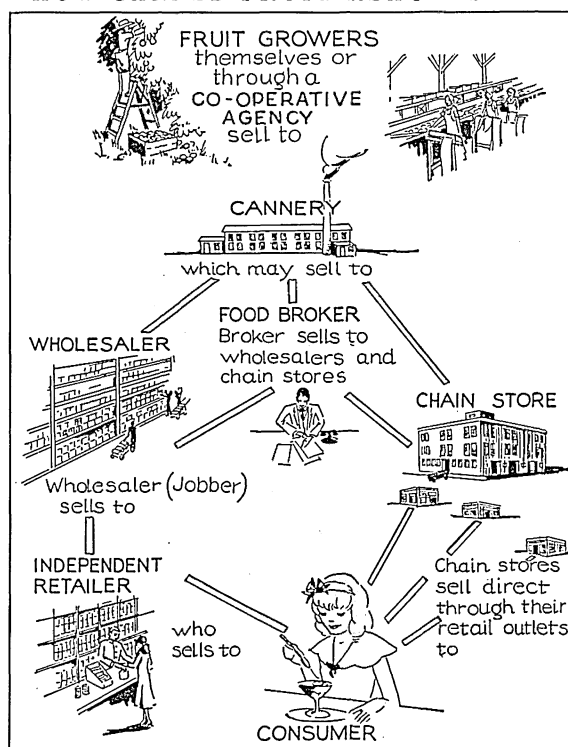 FRUIT GROWERS
themselves or
through a
CO-OPERATIVE
AGENCY
sell to
CANNERY
which may sell to
FOOD BROKER
Broker sells to
wholesalers and
chain stores
WHOLESALER
CHAIN STORE
Wholesaler (Jobber)
sells to
INDEPENDENT
RETAILER
who
sells to
Chain stores
sell direct
through their
retail outlets
to
CONSUMER